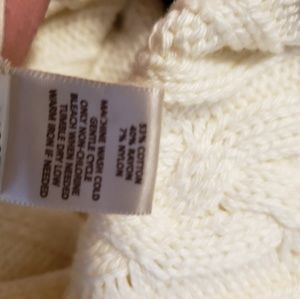 53% COTTON
40% RAYON
7% NYLON
MACHINE WASH COLD
GENTLE CYCLE
ONLY NON-CHLORINE
BLEACH WHEN NEEDED
TUMBLE DRY LOW
WARM IRON IF NEEDED